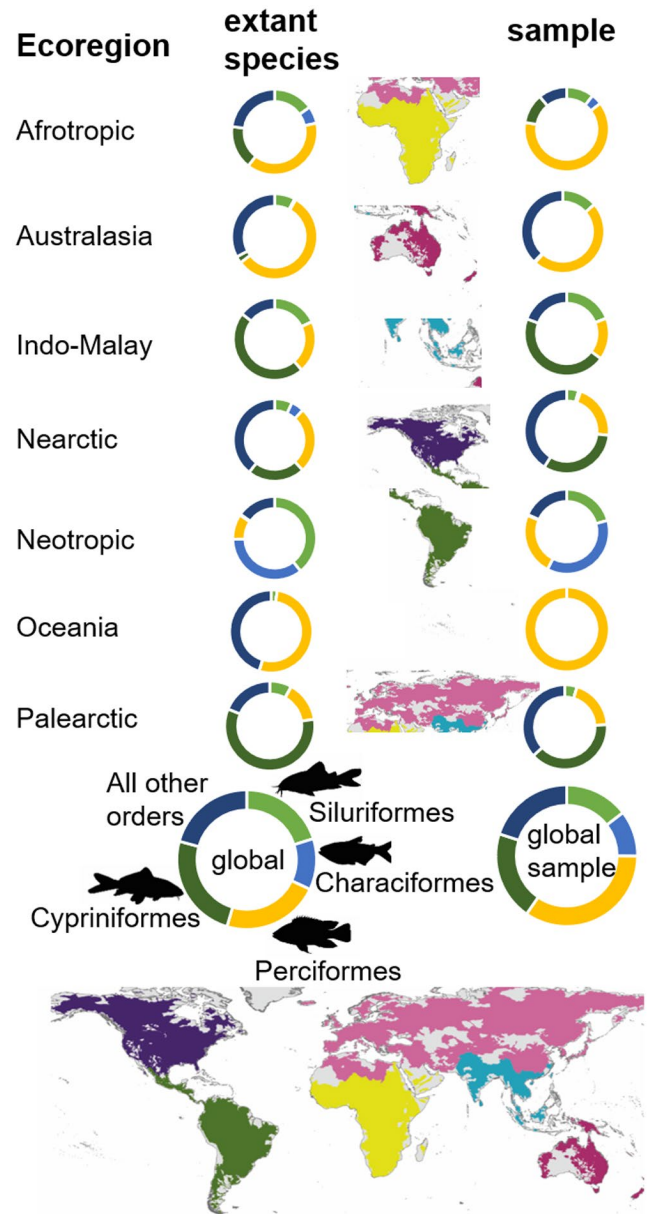 Ecoregion
extant
species
sample
Afrotropic
Australasia
Indo-Malay
Nearctic
Neotropic
Oceania
Palearctic
All other
orders
Siluriformes
global
Characiformes
Cypriniformes
Perciformes
global
sample